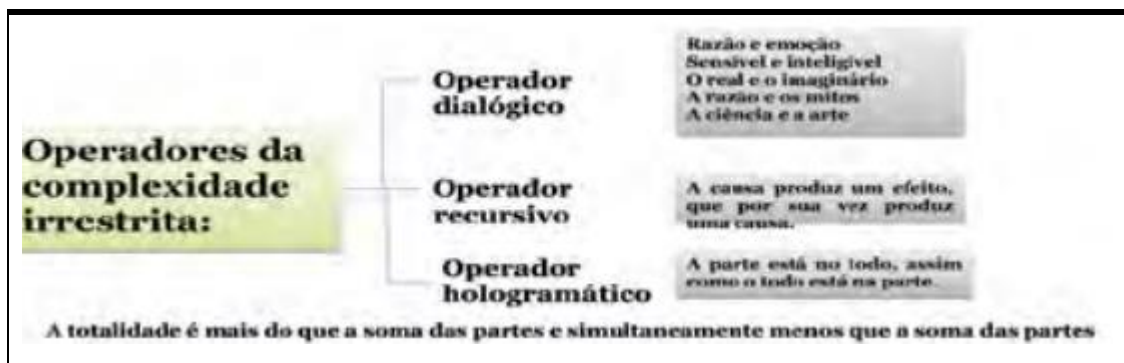 Operadores da
complexidade
irrestrita:
Operador
dialógico
Razão e emoção
Sensível e inteligível
O real e o imaginário
A razão e os mitos
A ciência e a arte
Operador
recursivo
A causa produz um efeito,
que por sua vez produz
uma causa.
Operador
hologramático
A parte está no todo, assim
como o todo está na parte
A totalidade é mais do que a soma das partes e simultaneamente menos que a soma das partes